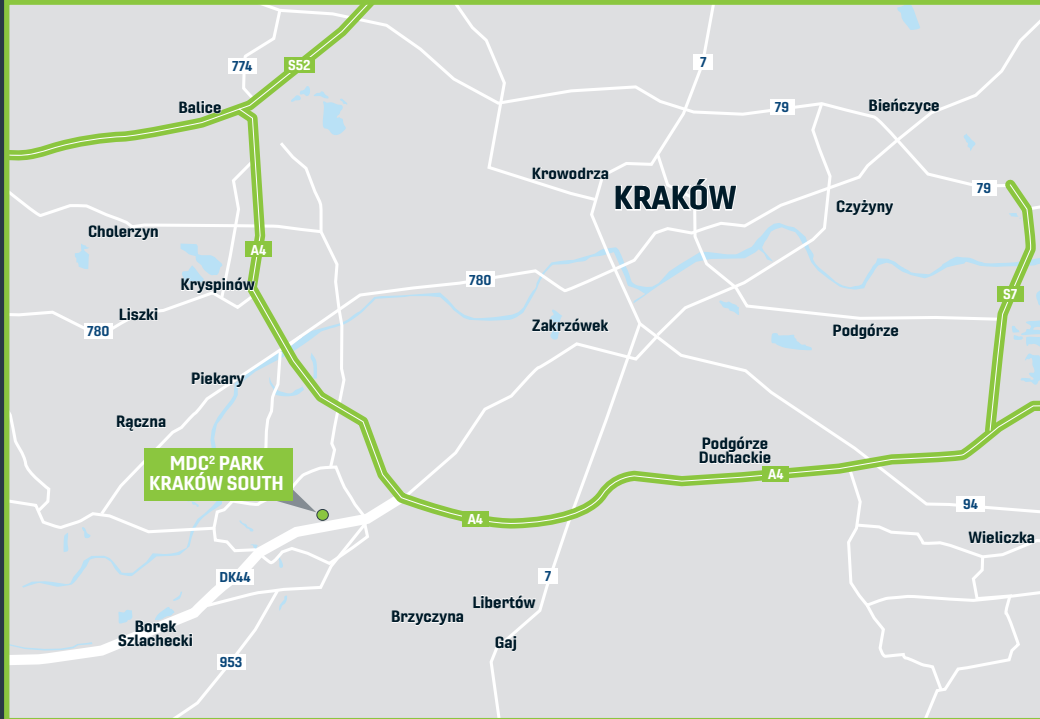 774
S52
7
Balice
79
Bieńczyce
Krowodrza
KRAKÓW
79
Czyżyny
Cholerzyn
A4
Kryspinów
780
S7
Liszki
780
Zakrzówek
Podgórze
Piekary
Rączna
Podgórze
Duchackie
A4
MDC² PARK
KRAKÓW SOUTH
94
A4
Wieliczka
DK44
7
Libertów
Brzyczyna
Borek
Szlachecki
Gaj
953